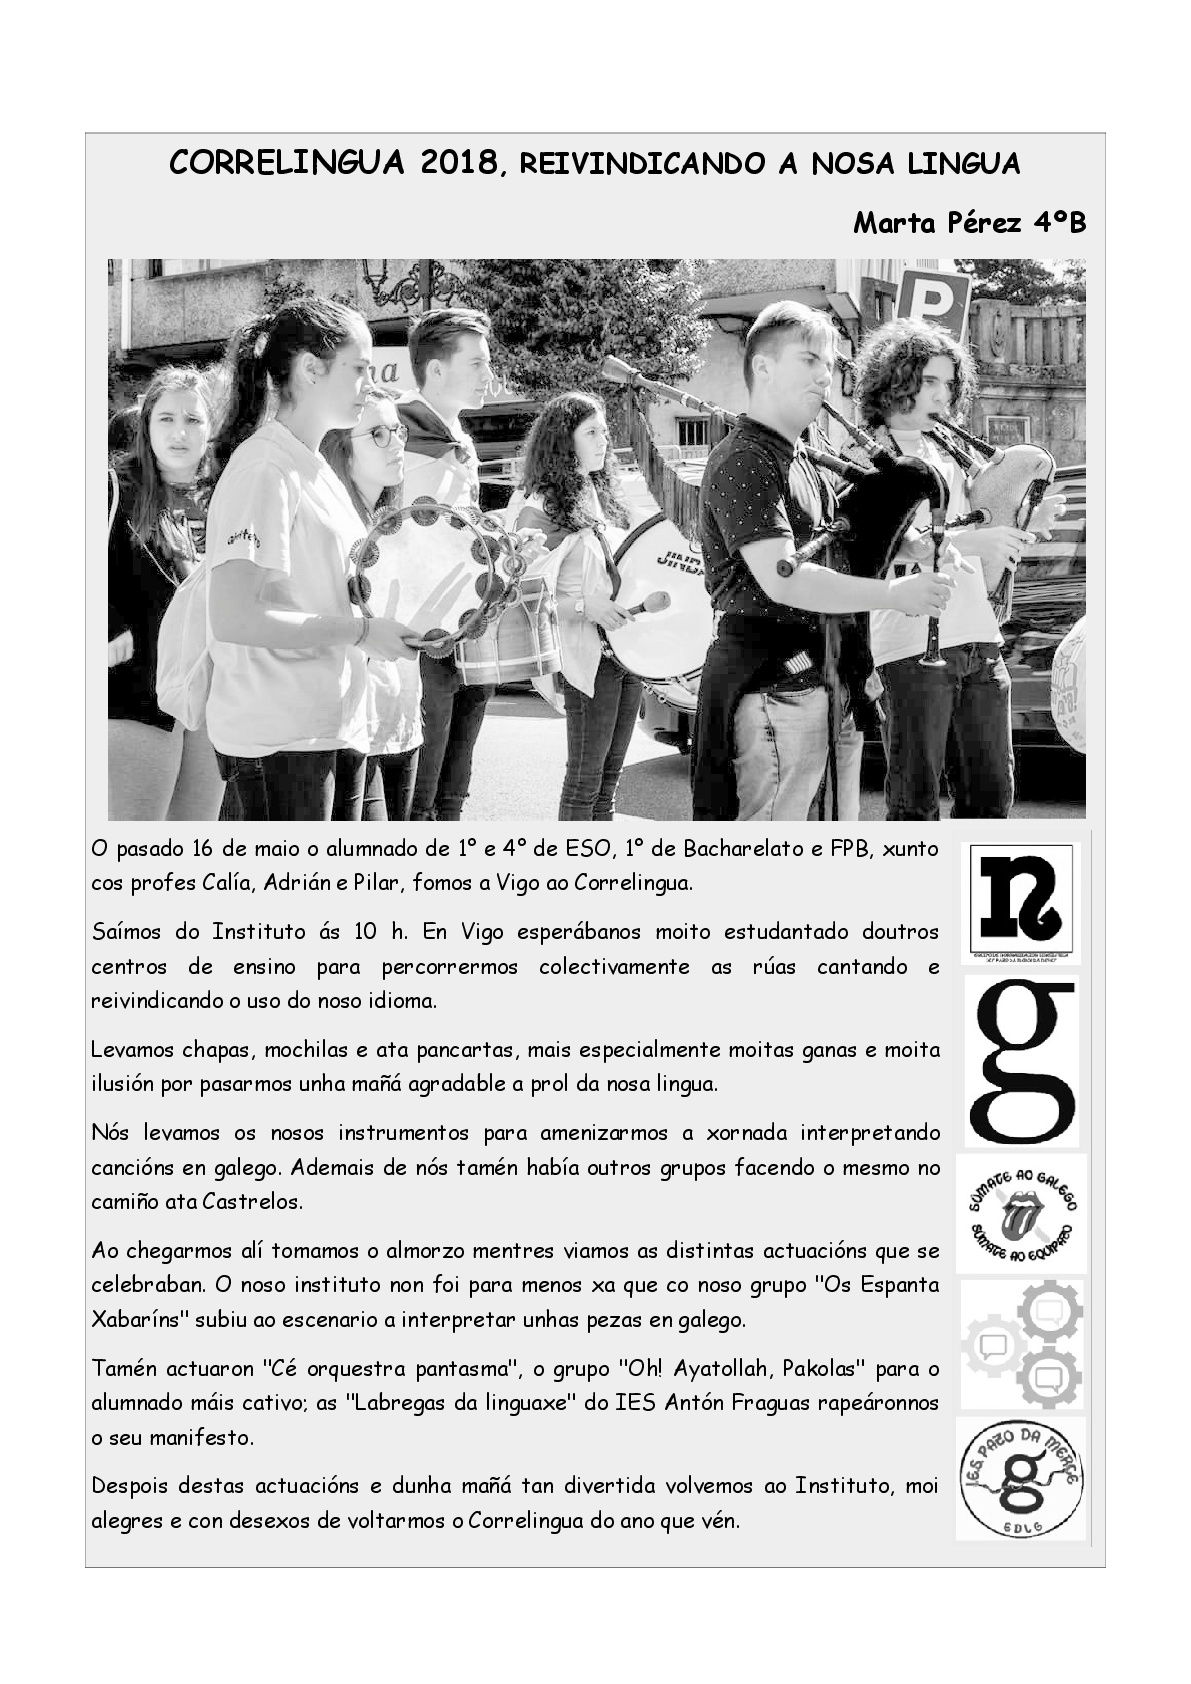 CORRELINGUA 2018, REIVINDICANDO A NOSA LINGUA
Marta Pérez 4ºB
P
na
O pasado 16 de maio o alumnado de 1º e 4º de ESO, 1º de Bacharelato e FPB, xunto
cos profes Calía, Adrián e Pilar, fomos a Vigo ao Correlingua.
Saímos do Instituto ás 10 h. En Vigo esperábanos moito estudantado doutros
centros de ensino para percorrermos colectivamente as rúas cantando e
reivindicando o uso do noso idioma.
Levamos chapas, mochilas e ata pancartas, mais especialmente moitas ganas e moita
ilusión por pasarmos unha mañá agradable a prol da nosa lingua.
Nós levamos os nosos instrumentos para amenizarmos a xornada interpretando
cancións en galego. Ademais de nós tamén había outros grupos facendo o mesmo no
camiño ata Castrelos.
Ao chegarmos alí tomamos o almorzo mentres viamos as distintas actuacións que se
celebraban. O noso instituto non foi para menos xa que co noso grupo "Os Espanta
Xabaríns" subiu ao escenario a interpretar unhas pezas en galego.
Tamén actuaron "Cé orquestra pantasma", o grupo "Oh! Ayatollah, Pakolas" para o
alumnado máis cativo; as "Labregas da linguaxe" do IES Antón Fraguas rapeáronnos
o seu manifesto.
Despois destas actuacións e dunha mañá tan divertida volvemos ao Instituto, moi
alegres e con desexos de voltarmos o Correlingua do ano que vén.
n
g
SÚMATE AO GALEGO
SÚMATE AO EQUIPAZO
I.E.S. PAZO DA MERCÉ
g
EDLG